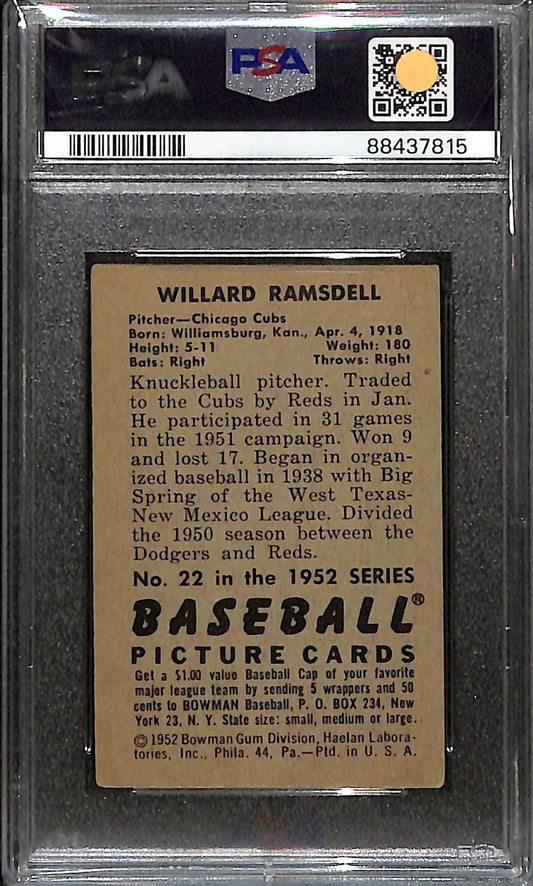 PSA
88437815
WILLARD RAMSDELL
Pitcher—Chicago Cubs
Born: Williamsburg, Kan., Apr. 4, 1918
Height: 5-11 Weight: 180
Bats: Right Throws: Right
Knuckleball pitcher. Traded
to the Cubs by Reds in Jan.
He participated in 31 games
in the 1951 campaign. Won 9
and lost 17. Began in organ-
ized baseball in 1938 with Big
Spring of the West Texas-
New Mexico League. Divided
the 1950 season between the
Dodgers and Reds.
No. 22 in the 1952 SERIES
BASEBALL®
PICTURE CARDS
Get a $1.00 value Baseball Cap of your favorite
major league team by sending 5 wrappers and 50
cents to BOWMAN Baseball, P. O. BOX 234, New
York 23, N. Y. State size: small, medium or large.
©1952 Bowman Gum Division, Haelan Labora-
tories, Inc., Phila. 44, Pa.—Ptd. in U. S. A.